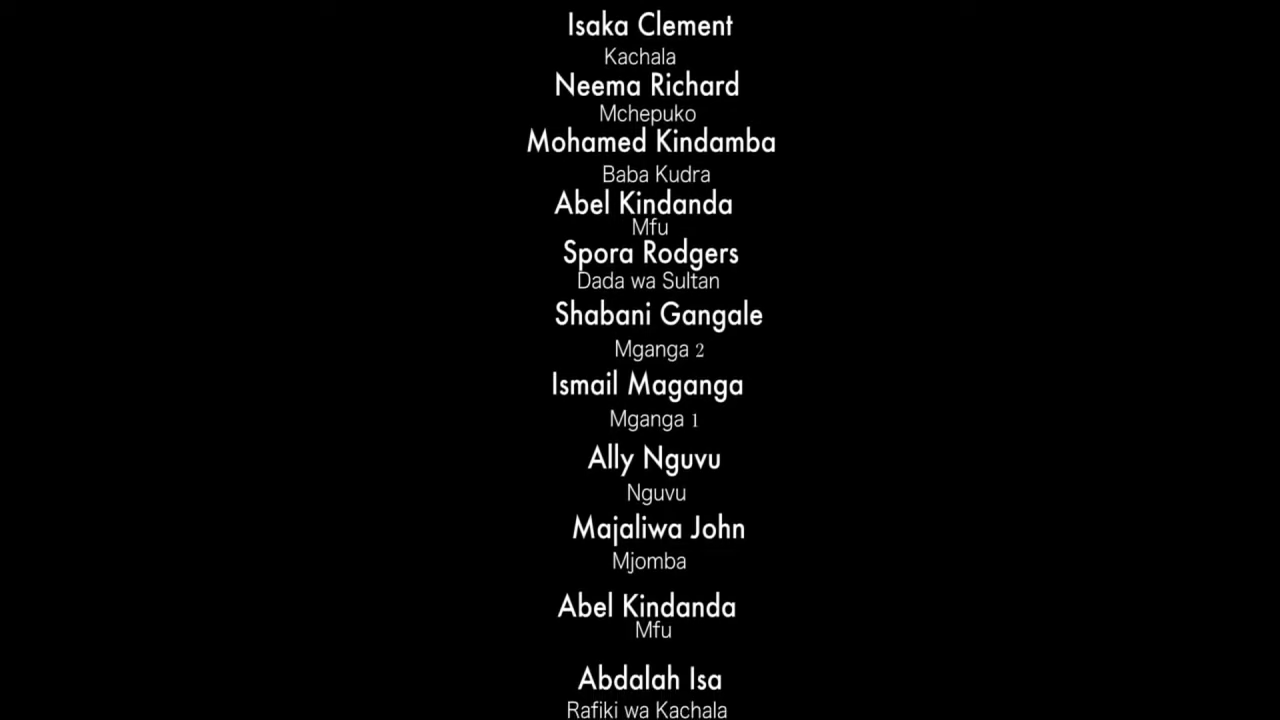 Isaka Clement
Kachala
Neema Richard
Mchepuko
Mohamed Kindamba
Baba Kudra
Abel Kindanda
Mfu
Spora Rodgers
Dada wa Sultan
Shabani Gangale
Mganga 2
Ismail Maganga
Mganga 1
Ally Nguvu
Nguvu
Majaliwa John
Mjomba
Abel Kindanda
Mfu
Abdalah Isa
Rafiki wa Kachala